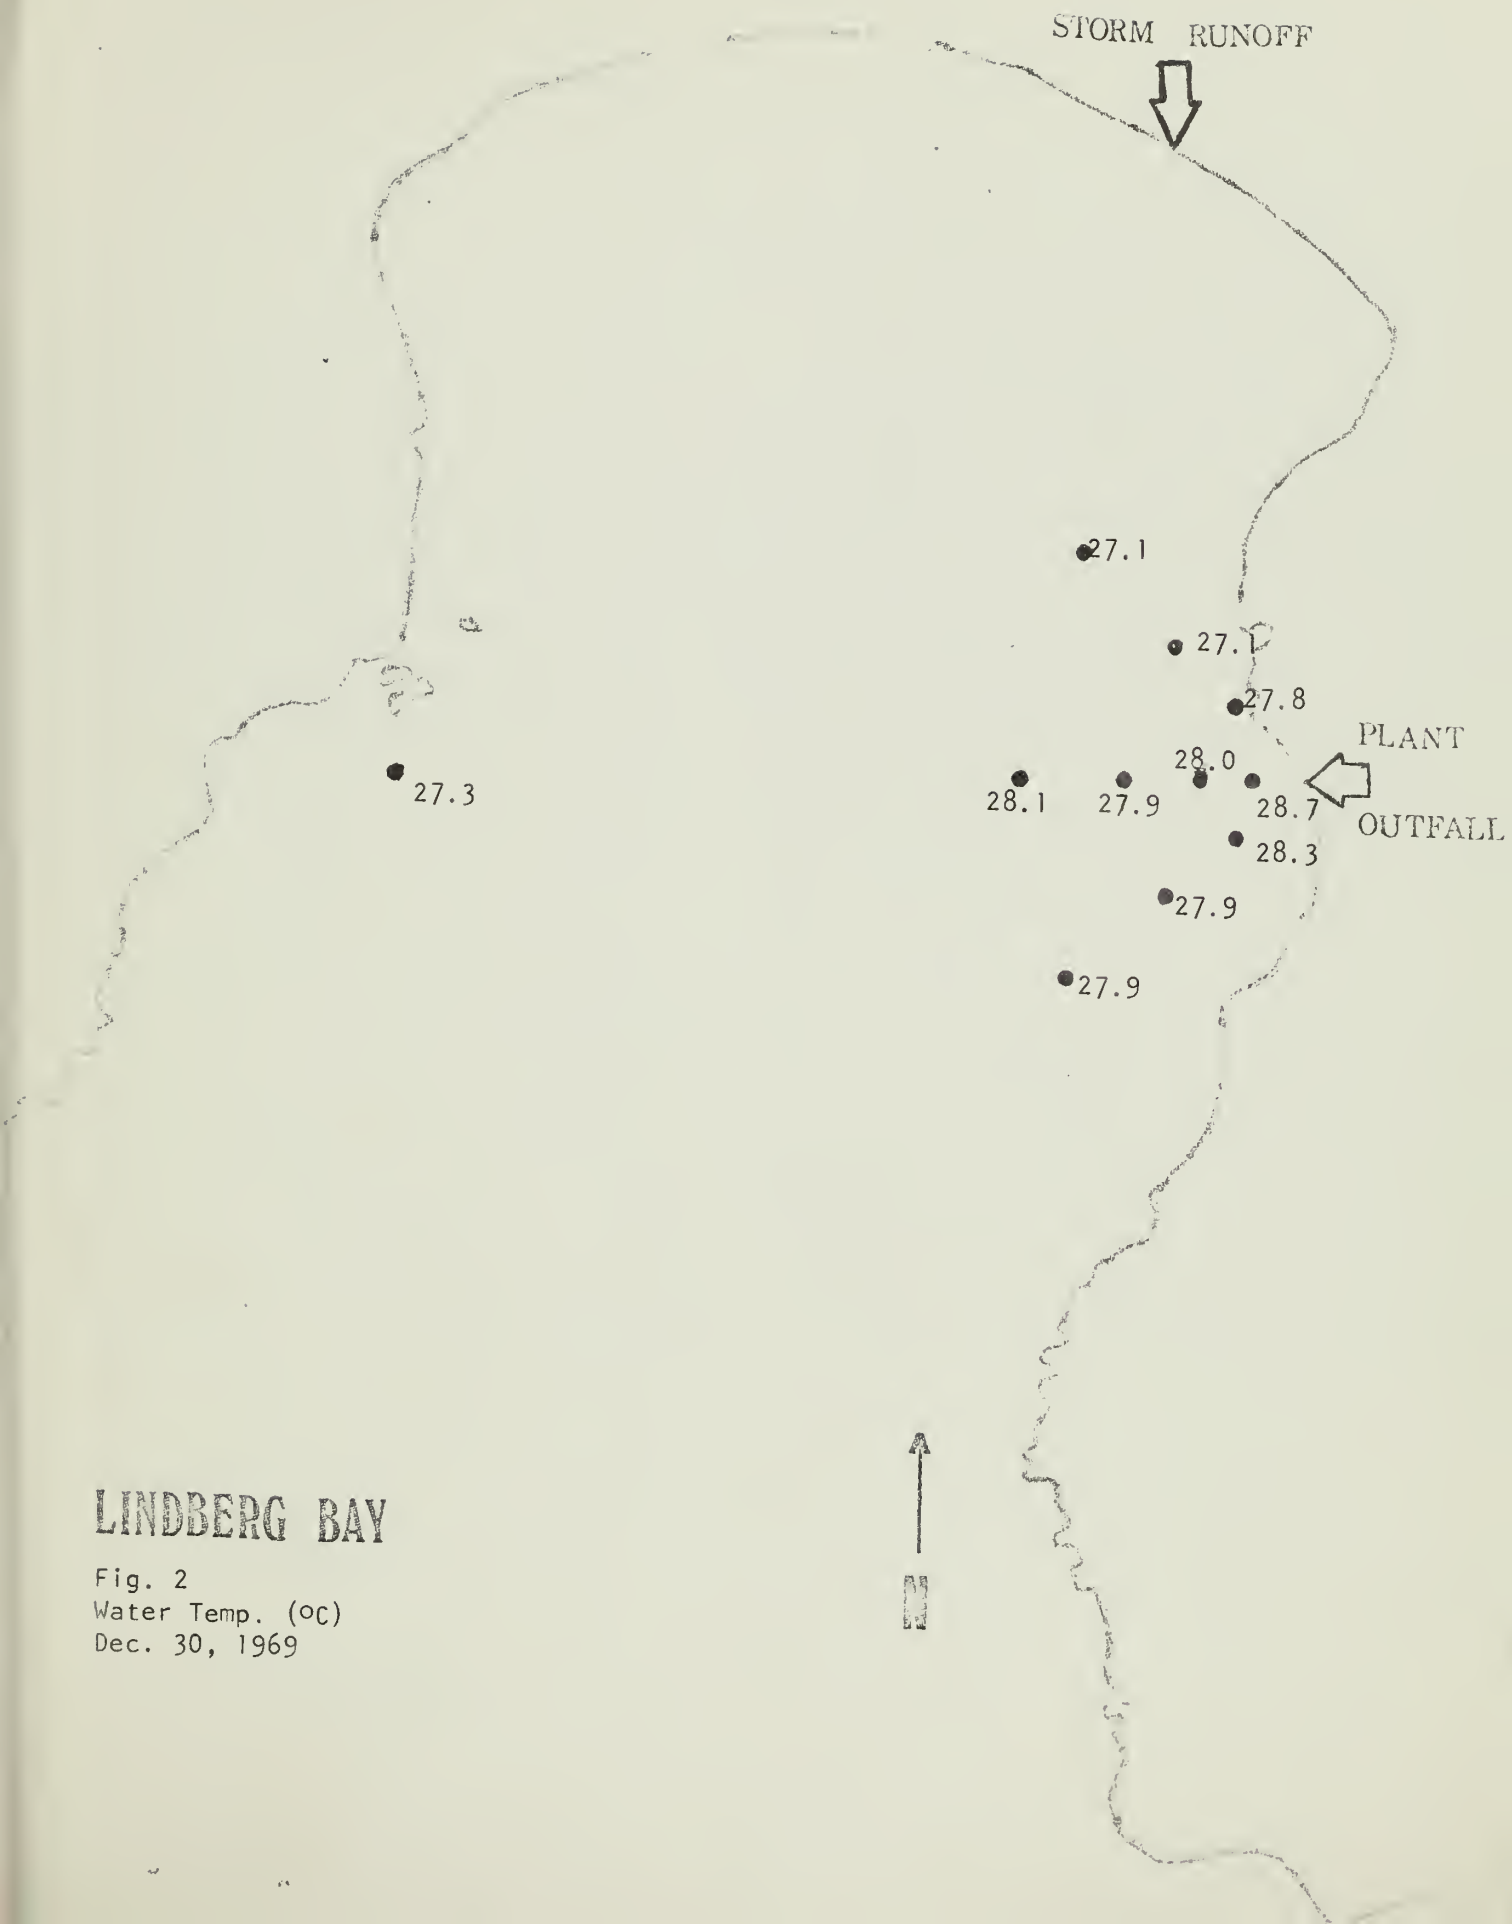 STORM RUNOFF
27.1
27.1
27.8
PLANT
28.0
27.3
28.1
27.9
28.7
OUTFALL
28.3
27.9
27.9
N
LINDBERG BAY
Fig. 2
Water Temp. (°C)
Dec. 30, 1969